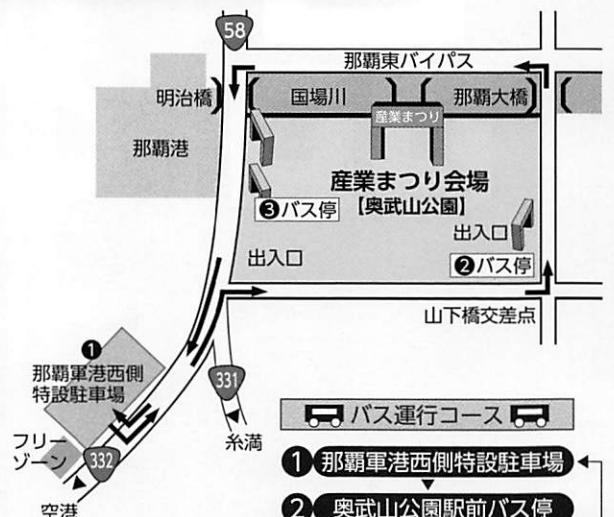 58
那覇東バイパス
明治橋
国場川
那覇大橋
産業まつり
那覇港
産業まつり会場
【奥武山公園】
❸バス停
出入口
❷バス停
出入口
山下橋交差点
❶
那覇軍港西側
特設駐車場
331
糸満
フリー
ゾーン
332
空港
バス運行コース
❶ 那覇軍港西側特設駐車場
❷ 奥武山公園駅前バス停